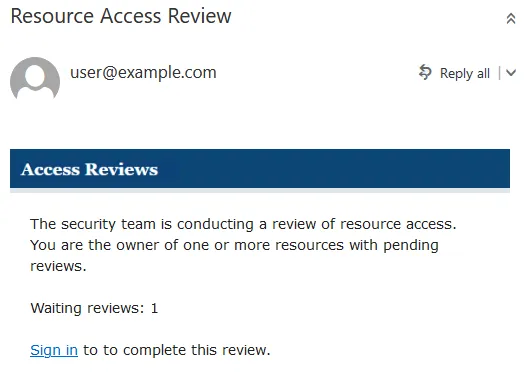 Resource Access Review
user@example.com
Reply all
Access Reviews
The security team is conducting a review of resource access.
You are the owner of one or more resources with pending
reviews.
Waiting reviews: 1
Sign in to to complete this review.